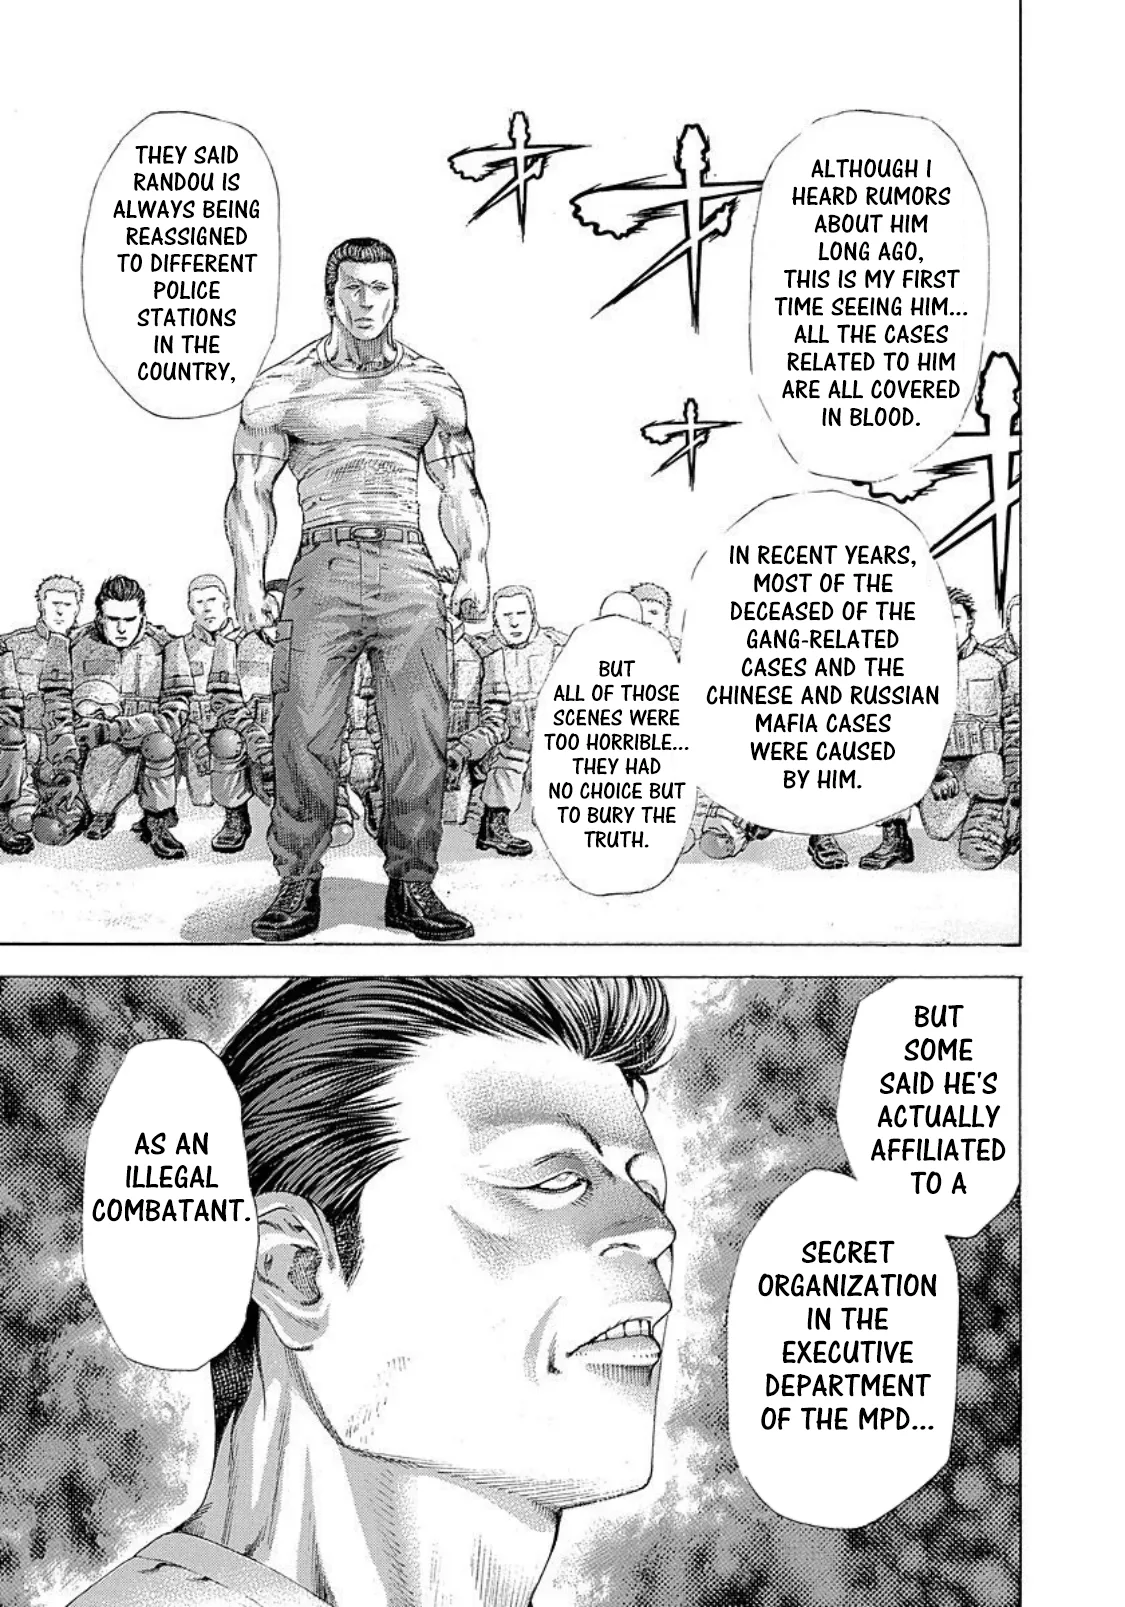 ALTHOUGH I
HEARD RUMORS
ABOUT HIM
LONG AGO,
THIS IS MY FIRST
TIME SEEING HIM...
ALL THE CASES
RELATED TO HIM
ARE ALL COVERED
IN BLOOD.
IN RECENT YEARS,
MOST OF THE
DECEASED OF THE
GANG-RELATED
CASES AND THE
CHINESE AND RUSSIAN
MAFIA CASES
WERE CAUSED
BY HIM.
BUT
ALL OF THOSE
SCENES WERE
TOO HORRIBLE...
THEY HAD
NO CHOICE BUT
TO BURY THE
TRUTH.
THEY SAID
RANDOU IS
ALWAYS BEING
REASSIGNED
TO DIFFERENT
POLICE
STATIONS
IN THE
COUNTRY,
オ
オ
オ
オ
BUT
SOME
SAID HE'S
ACTUALLY
AFFILIATED
TO A
SECRET
ORGANIZATION
IN THE
EXECUTIVE
DEPARTMENT
OF THE MPD...
AS AN
ILLEGAL
COMBATANT.